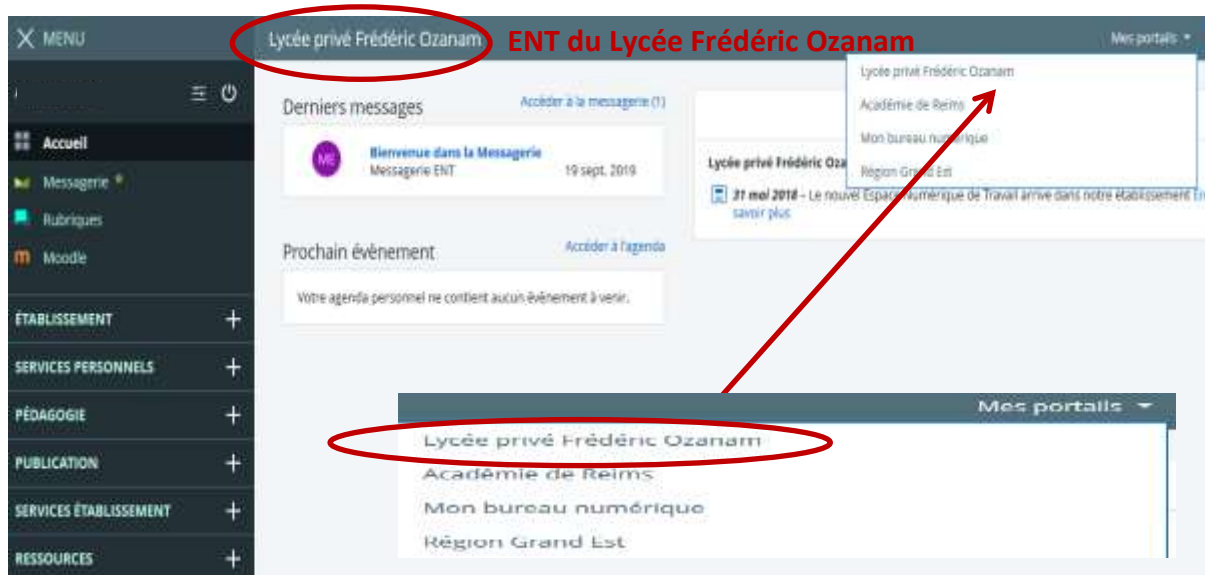 MENU
Lycée privé Frédéric Ozanam
ENT du Lycée Frédéric Ozanam
Mes portails
Lycée privé Frédéric Ozanam
Académie de Reims
Mon bureau numérique
Région Grand Est
Accueil
Messagerie
Rubriques
Moodle
ÉTABLISSEMENT
SERVICES PERSONNELS
PÉDAGOGIE
PUBLICATION
SERVICES ÉTABLISSEMENT
RESSOURCES
Derniers messages
Accéder à la messagerie (1)
ME
Bienvenue dans la Messagerie
Messagerie ENT
19 sept. 2019
Prochain évènement
Accéder à l'agenda
Votre agenda personnel ne contient aucun évènement à venir.
Lycée privé Frédéric Oza
31 mai 2018 - Le nouvel Espace Numérique de Travail arrive dans notre établissement En
savoir plus
Mes portails
Lycée privé Frédéric Ozanam
Académie de Reims
Mon bureau numérique
Région Grand Est